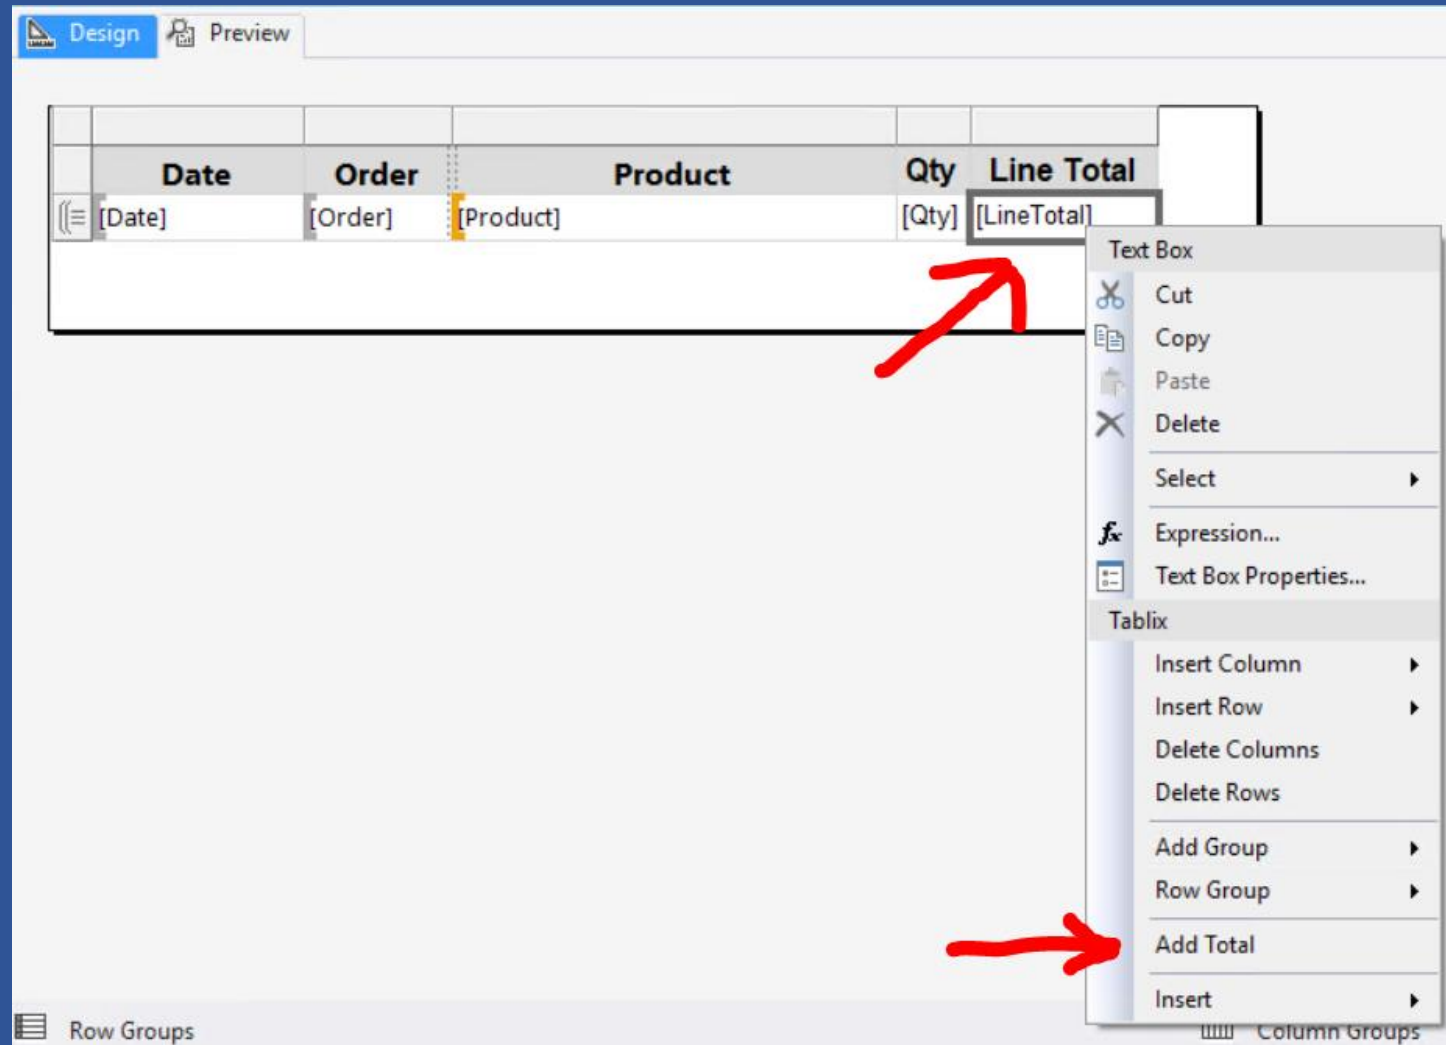 Design Preview
Date Order Product Qty Line Total
[Date] [Order] [Product] [Qty] [LineTotal]
Text Box
Cut
Copy
Paste
Delete
Select
fx Expression...
Text Box Properties...
Tablix
Insert Column
Insert Row
Delete Columns
Delete Rows
Add Group
Row Group
Add Total
Insert
Row Groups Column Groups